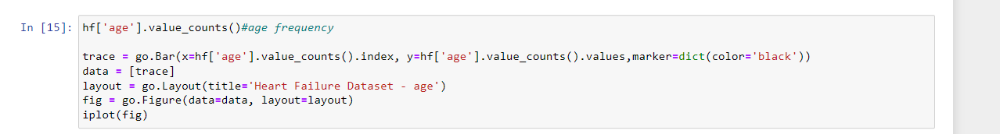 In [15]: hf['age'].value_counts()#age frequency
trace = go.Bar(x=hf['age'].value_counts().index, y=hf['age'].value_counts().values,marker=dict(color='black'))
data = [trace]
layout = go.Layout(title='Heart Failure Dataset - age')
fig = go.Figure(data=data, layout=layout)
iplot(fig)